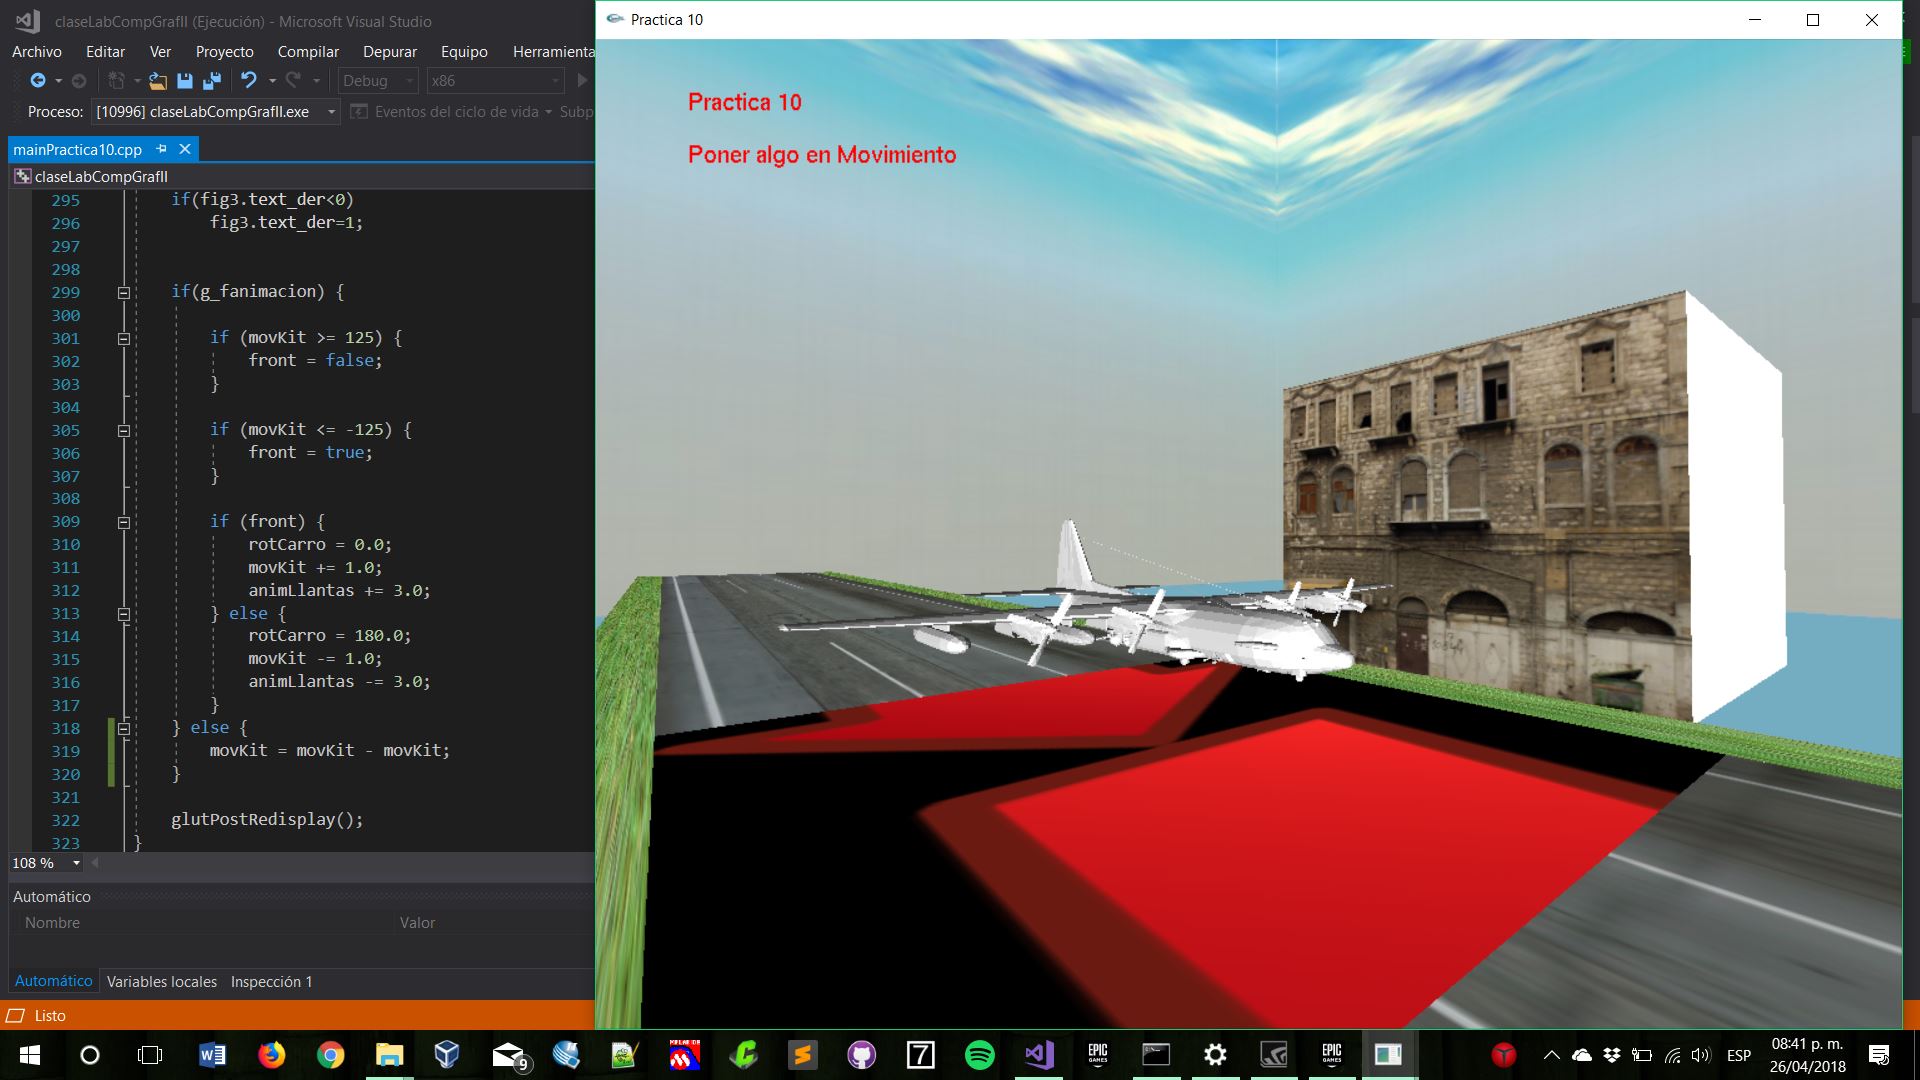 claseLabCompGrafII (Ejecución) - Microsoft Visual Studio
Archivo Editar Ver Proyecto Compilar Depurar Equipo Herramienta
Debug x86
Proceso: [10996] claseLabCompGrafII.exe Eventos del ciclo de vida Subp
mainPractica10.cpp
claseLabCompGrafII
295 if(fig3.text_der<0)
296 fig3.text_der=1;
297
298
299 if(g_fanimacion) {
300
301 if (movKit >= 125) {
302 front = false;
303 }
304
305 if (movKit <= -125) {
306 front = true;
307 }
308
309 if (front) {
310 rotCarro = 0.0;
311 movKit += 1.0;
312 animLlantas += 3.0;
313 } else {
314 rotCarro = 180.0;
315 movKit -= 1.0;
316 animLlantas -= 3.0;
317 }
318 } else {
319 movKit = movKit - movKit;
320 }
321
322 glutPostRedisplay();
323 }
108 %
Automático
Nombre Valor
Automático Variables locales Inspección 1
Listo
Practica 10
Practica 10
Poner algo en Movimiento
9
7
EPIC GAMES
EPIC GAMES
ESP
08:41 p. m.
26/04/2018